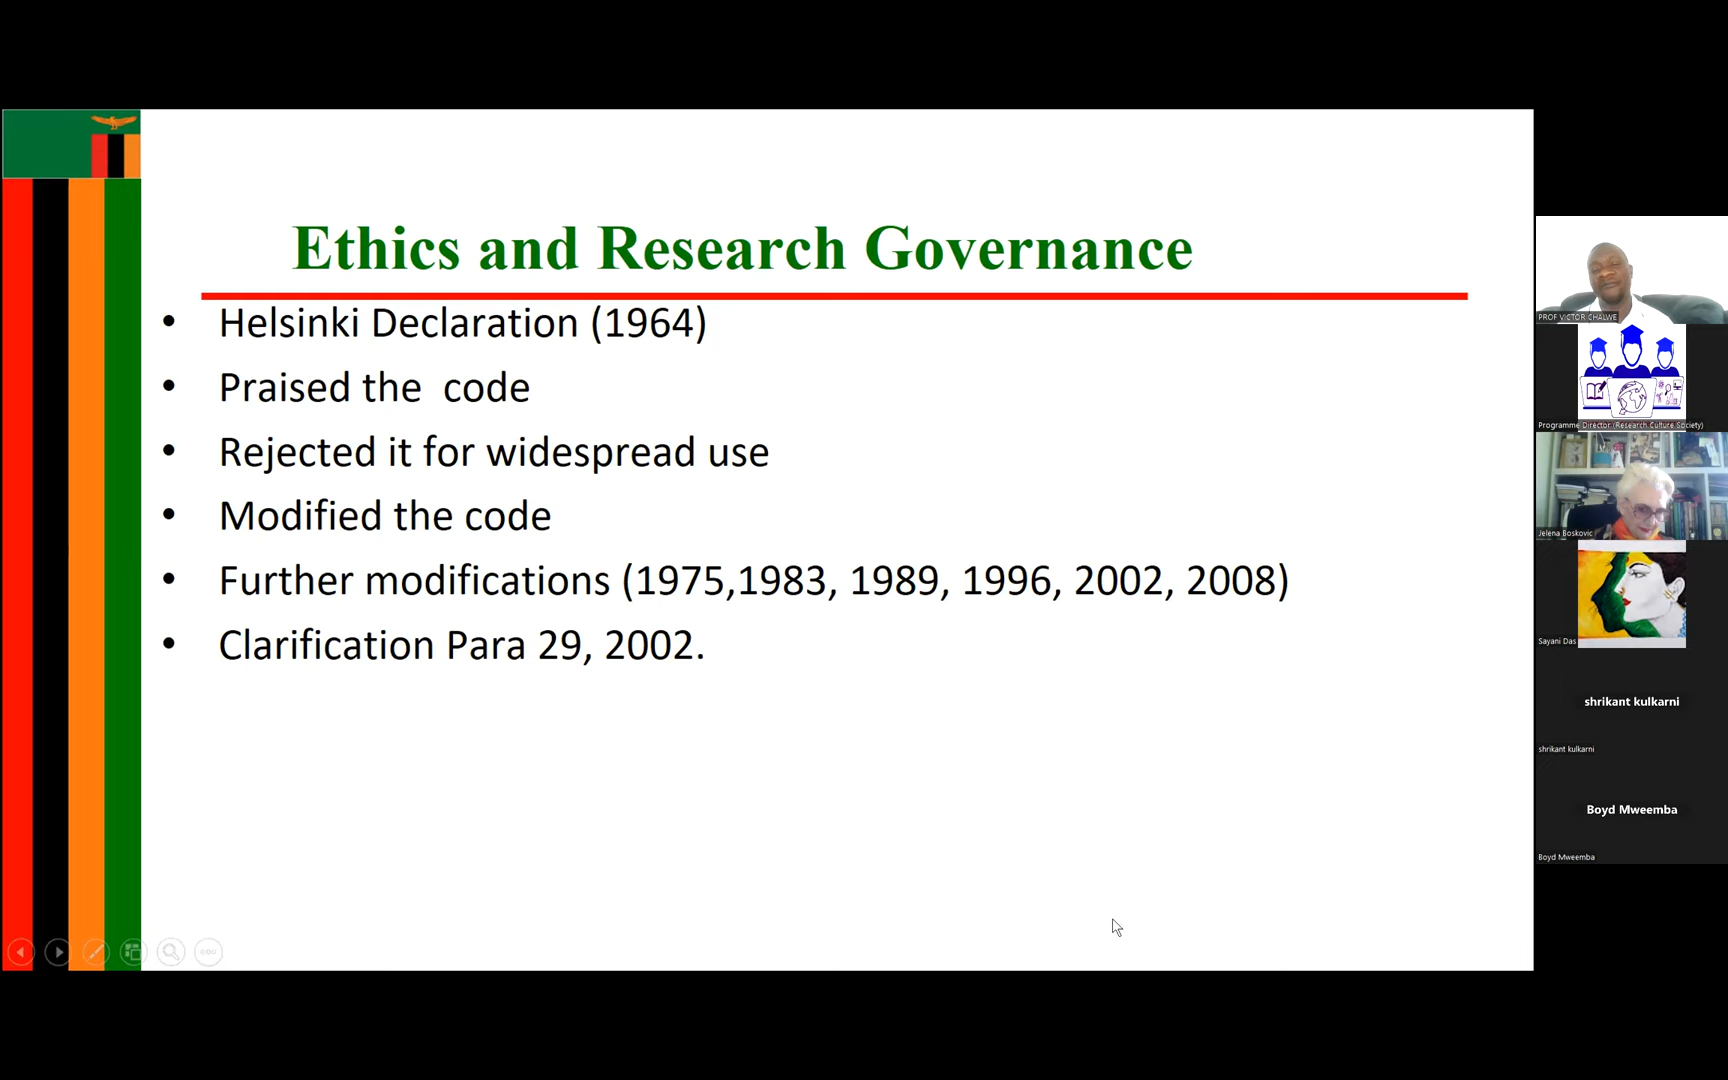 Ethics and Research Governance
• Helsinki Declaration (1964)
• Praised the  code
• Rejected it for widespread use
• Modified the code
• Further modifications (1975,1983, 1989, 1996, 2002, 2008)
• Clarification Para 29, 2002.
PROF VICTOR CHALWE
Programme Director (Research Culture Society)
Jelena Boskovic
Sayani Das
shrikant kulkarni
shrikant kulkarni
Boyd Mweemba
Boyd Mweemba